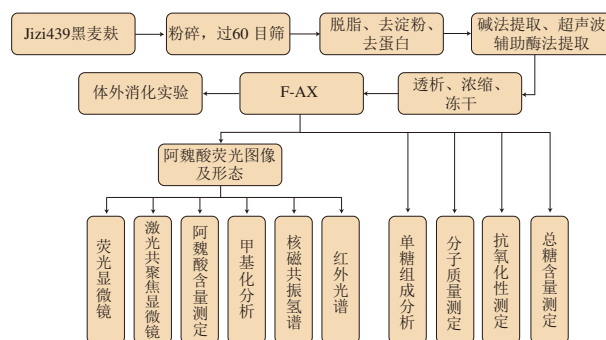 Jizi439黑麦麸
粉碎，过60 目筛
脱脂、去淀粉、
去蛋白
碱法提取、超声波
辅助酶法提取
体外消化实验
F-AX
透析、浓缩、
冻干
阿魏酸荧光图像
及形态
荧光显微镜
激光共聚焦显微镜
阿魏酸含量测定
甲基化分析
核磁共振氢谱
红外光谱
单糖组成分析
分子质量测定
抗氧化性测定
总糖含量测定